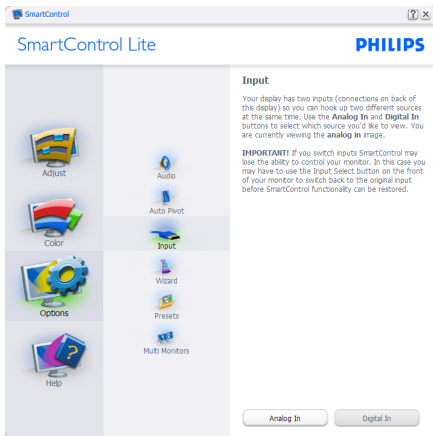 SmartControl
SmartControl Lite
PHILIPS
Adjust
Color
Options
Help
Audio
Auto Pivot
Input
Wizard
Presets
Multi Monitors
Input
Your display has two inputs (connections on back of
this display) so you can hook up two different sources
at the same time. Use the Analog In and Digital In
buttons to select which source you'd like to view. You
are currently viewing the analog in image.
IMPORTANT! If you switch inputs SmartControl may
lose the ability to control your monitor. In this case you
may have to use the Input Select button on the front
of your monitor to switch back to the original input
before SmartControl functionality can be restored.
Analog In
Digital In